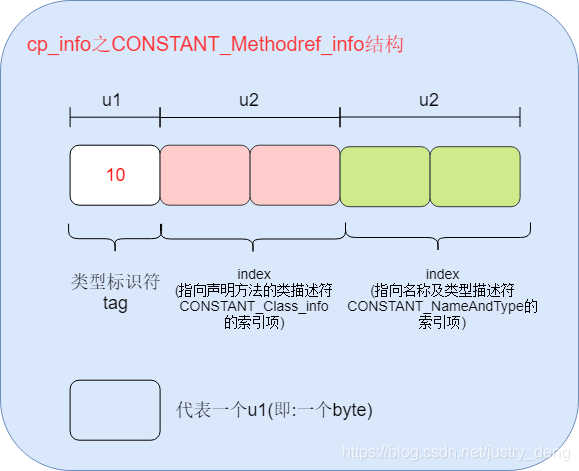 cp_info之CONSTANT_Methodref_info结构
u1 u2 u2
10
类型标识符
tag
index
(指向声明方法的类描述符
CONSTANT_Class_info
的索引项)
index
(指向名称及类型描述符
CONSTANT_NameAndType的
索引项)
代表一个u1(即:一个byte)
https://blog.csdn.net/justry_deng